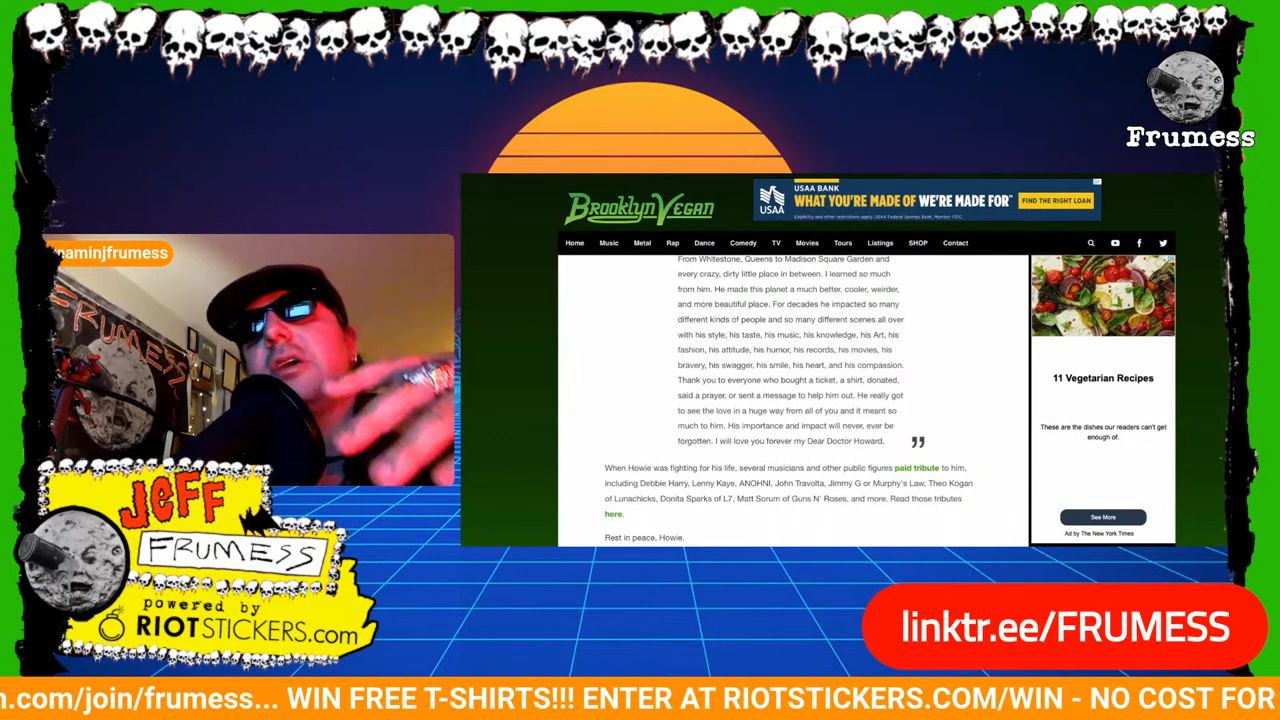 Frumess
BROOKLYNVEGAN
USAA BANK
WHAT YOU'RE MADE OF WE'RE MADE FOR™
USAA
FIND THE RIGHT LOAN
Home Music Metal Rap Dance Comedy TV Movies Tours Listings SHOP Contact
eaminjfrumess
FRUMESS
From Whitestone, Queens to Madison Square Garden and
every crazy, dirty little place in between. I learned so much
from him. He made this planet a much better, cooler, weirder,
and more beautiful place. For decades he impacted so many
different kinds of people and so many different scenes all over
with his style, his taste, his music, his knowledge, his Art, his
fashion, his attitude, his humor, his records, his movies, his
bravery, his swagger, his smile, his heart, and his compassion.
Thank you to everyone who bought a ticket, a shirt, donated,
said a prayer, or sent a message to help him out. He really got
to see the love in a huge way from all of you and it meant so
much to him. His importance and impact will never, ever be
forgotten. I will love you forever my Dear Doctor Howard.
”
When Howie was fighting for his life, several musicians and other public figures paid tribute to him,
including Debbie Harry, Lenny Kaye, ANOHNI, John Travolta, Jimmy G or Murphy's Law, Theo Kogan
of Lunachicks, Donita Sparks of L7, Matt Sorum of Guns N' Roses, and more. Read those tributes
here.
Rest in peace, Howie.
11 Vegetarian Recipes
These are the dishes our readers can't get
enough of.
See More
Ad by The New York Times
JEFF
FRUMESS
powered by
RIOTSTICKERS.com
linktr.ee/FRUMESS
.com/join/frumess... WIN FREE T-SHIRTS!!! ENTER AT RIOTSTICKERS.COM/WIN - NO COST FOR